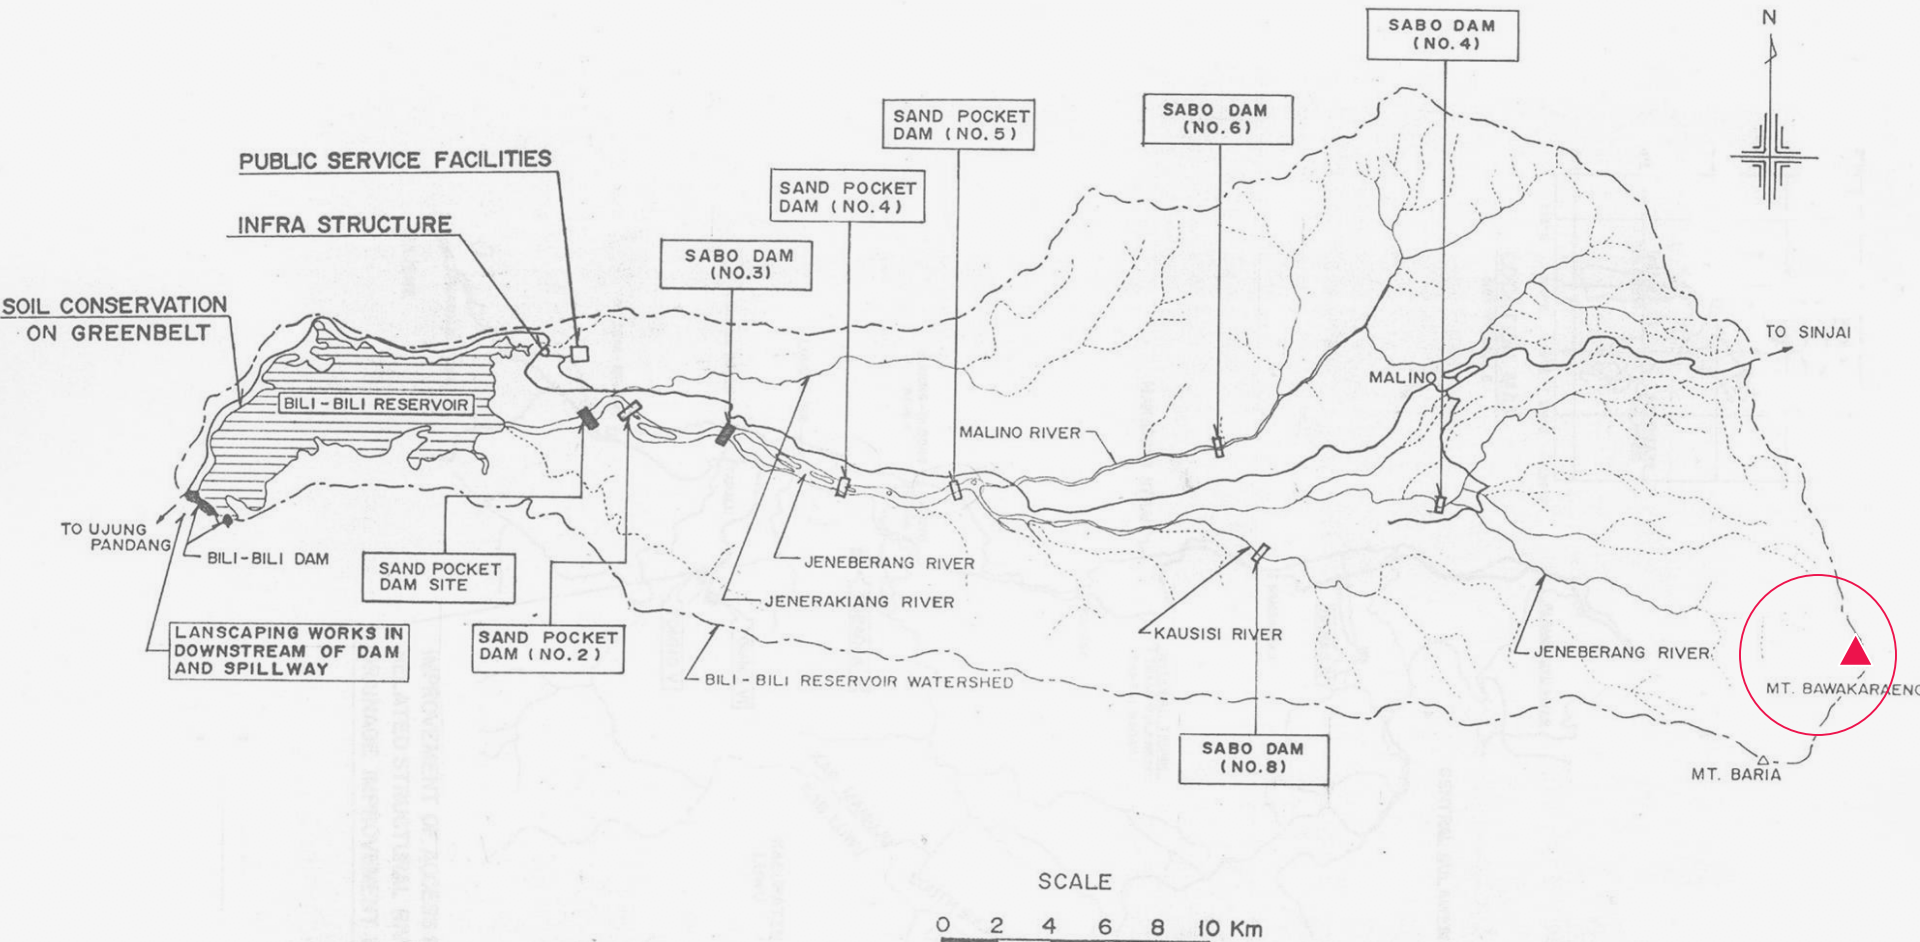 N
SABO DAM
(NO.4)
SAND POCKET
DAM (NO.5)
SABO DAM
(NO.6)
PUBLIC SERVICE FACILITIES
SAND POCKET
DAM (NO.4)
INFRA STRUCTURE
SABO DAM
(NO.3)
SOIL CONSERVATION
ON GREENBELT
TO SINJAI
BILI-BILI RESERVOIR
MALINO
MALINO RIVER
TO UJUNG
PANDANG
BILI-BILI DAM
SAND POCKET
DAM SITE
JENEBERANG RIVER
JENERAKIANG RIVER
LANSCAPING WORKS IN
DOWNSTREAM OF DAM
AND SPILLWAY
SAND POCKET
DAM (NO.2)
KAUSISI RIVER
JENEBERANG RIVER
BILI-BILI RESERVOIR WATERSHED
MT. BAWAKARAENG
SABO DAM
(NO.8)
MT. BARIA
SCALE
0 2 4 6 8 10 Km